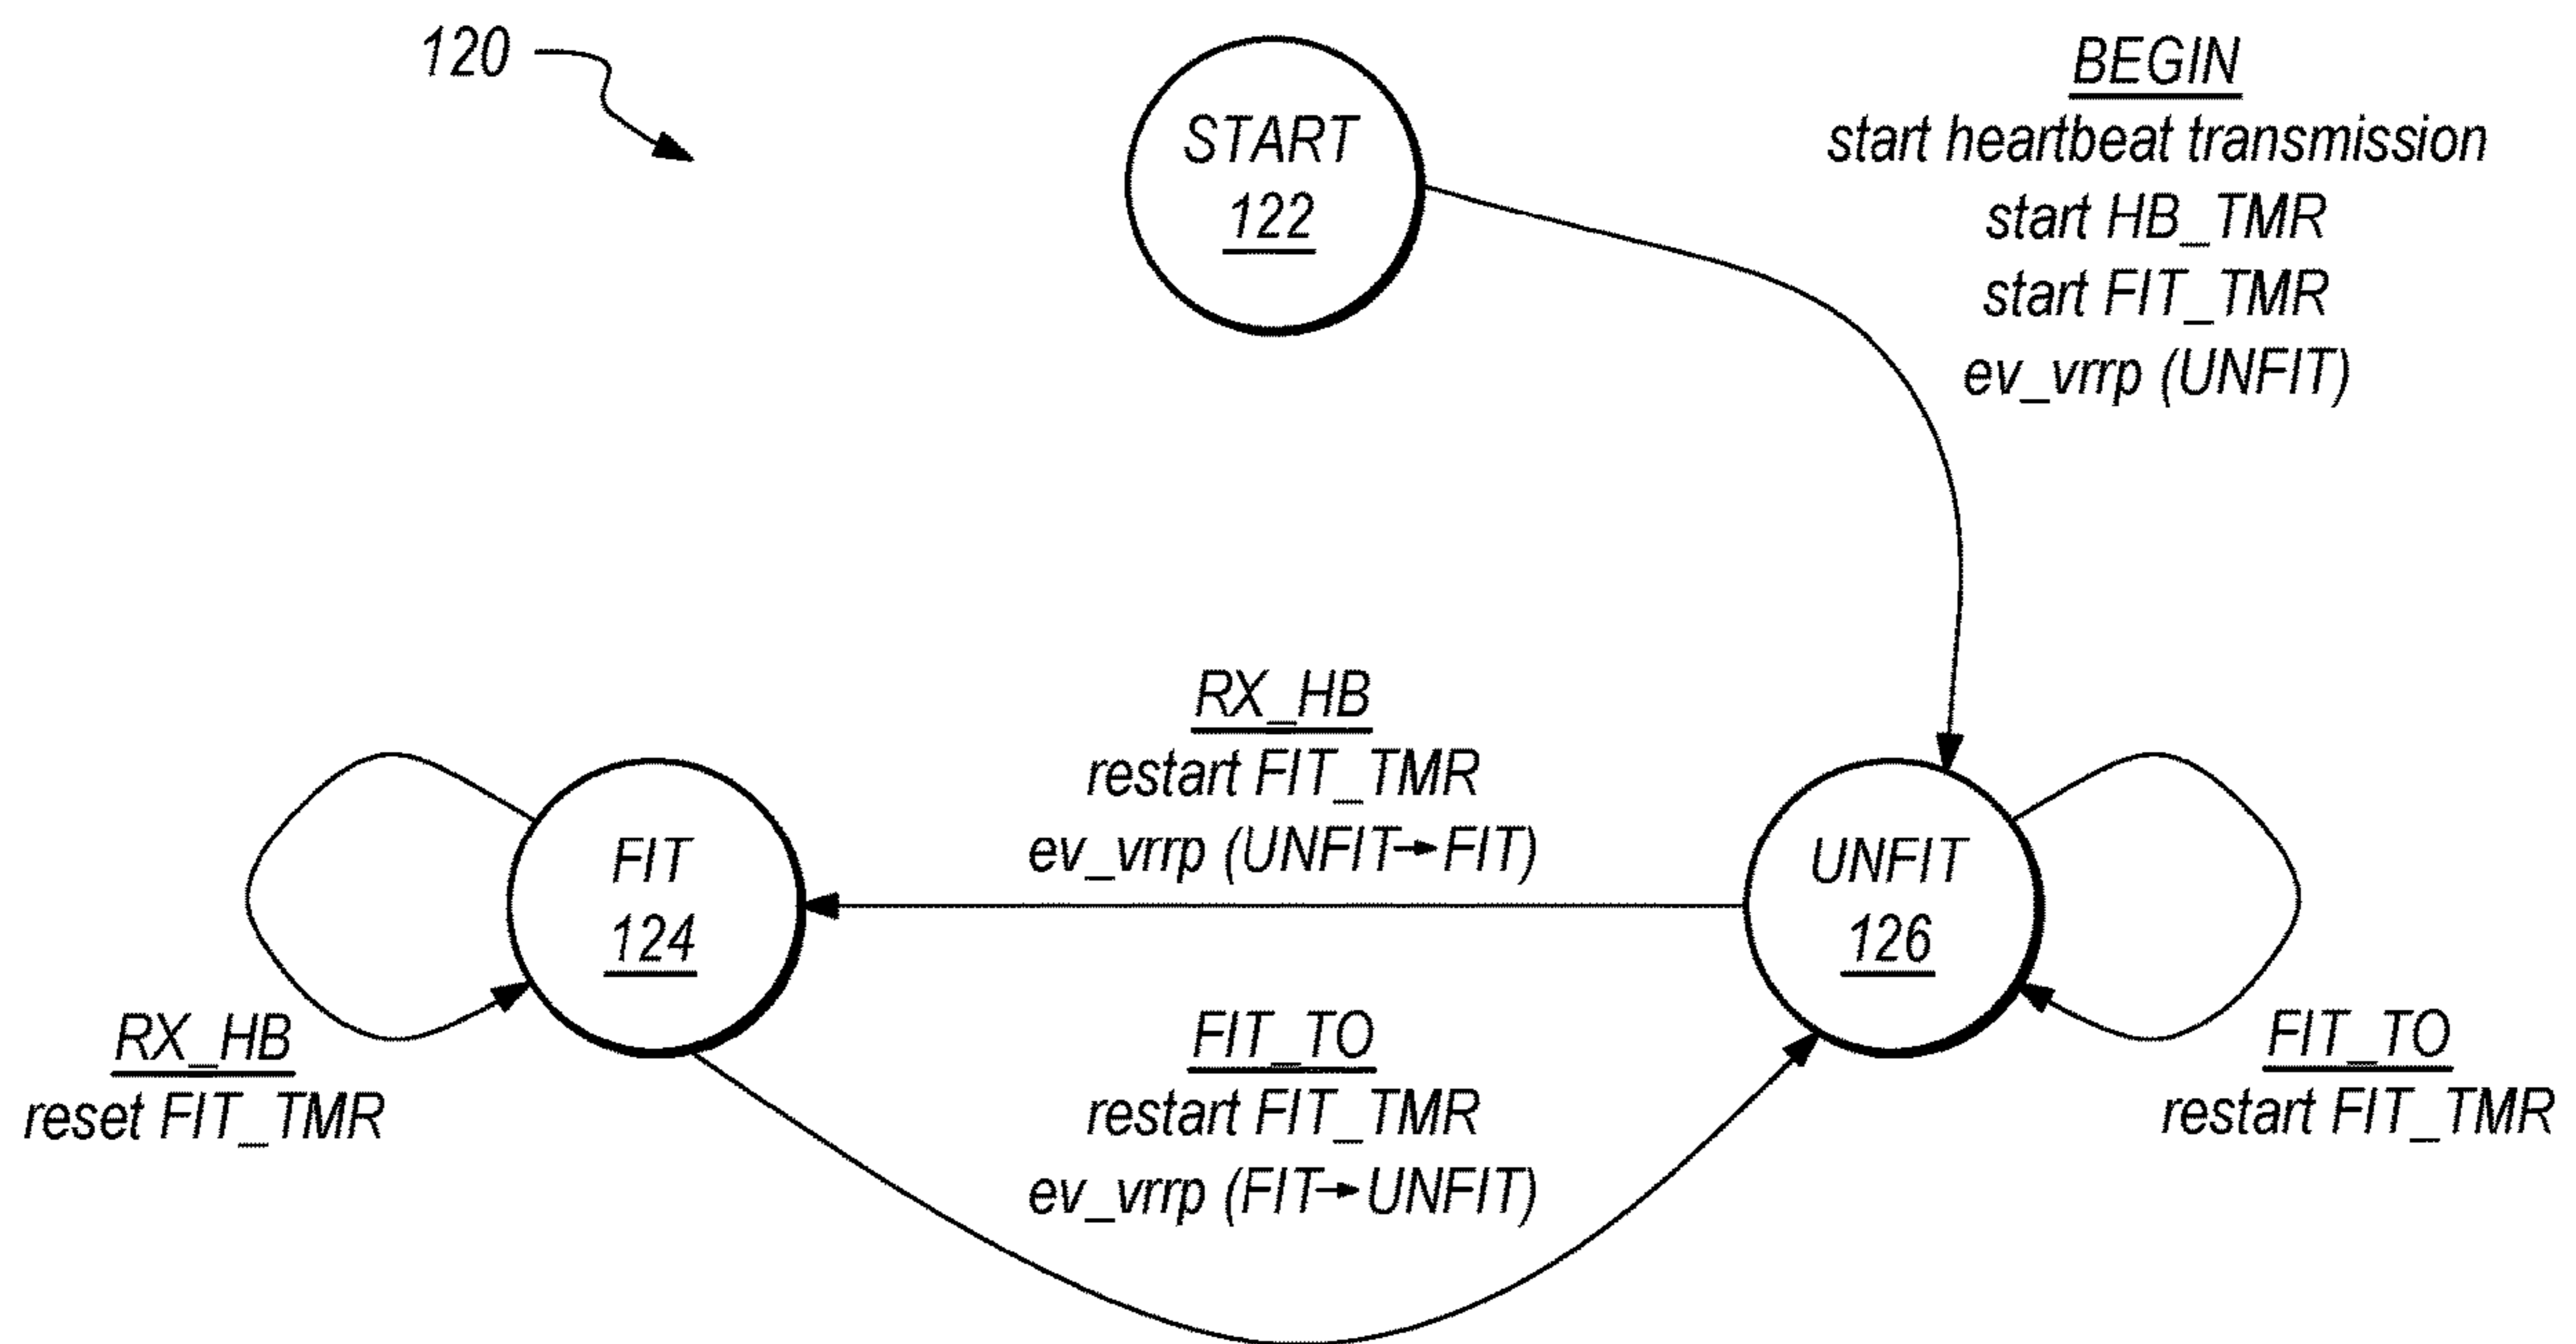 120
START
122
BEGIN
start heartbeat transmission
start HB_TMR
start FIT_TMR
ev_vrrp (UNFIT)
RX_HB
restart FIT_TMR
ev_vrrp (UNFIT→FIT)
FIT
124
UNFIT
126
RX_HB
reset FIT_TMR
FIT_TO
restart FIT_TMR
ev_vrrp (FIT→UNFIT)
FIT_TO
restart FIT_TMR